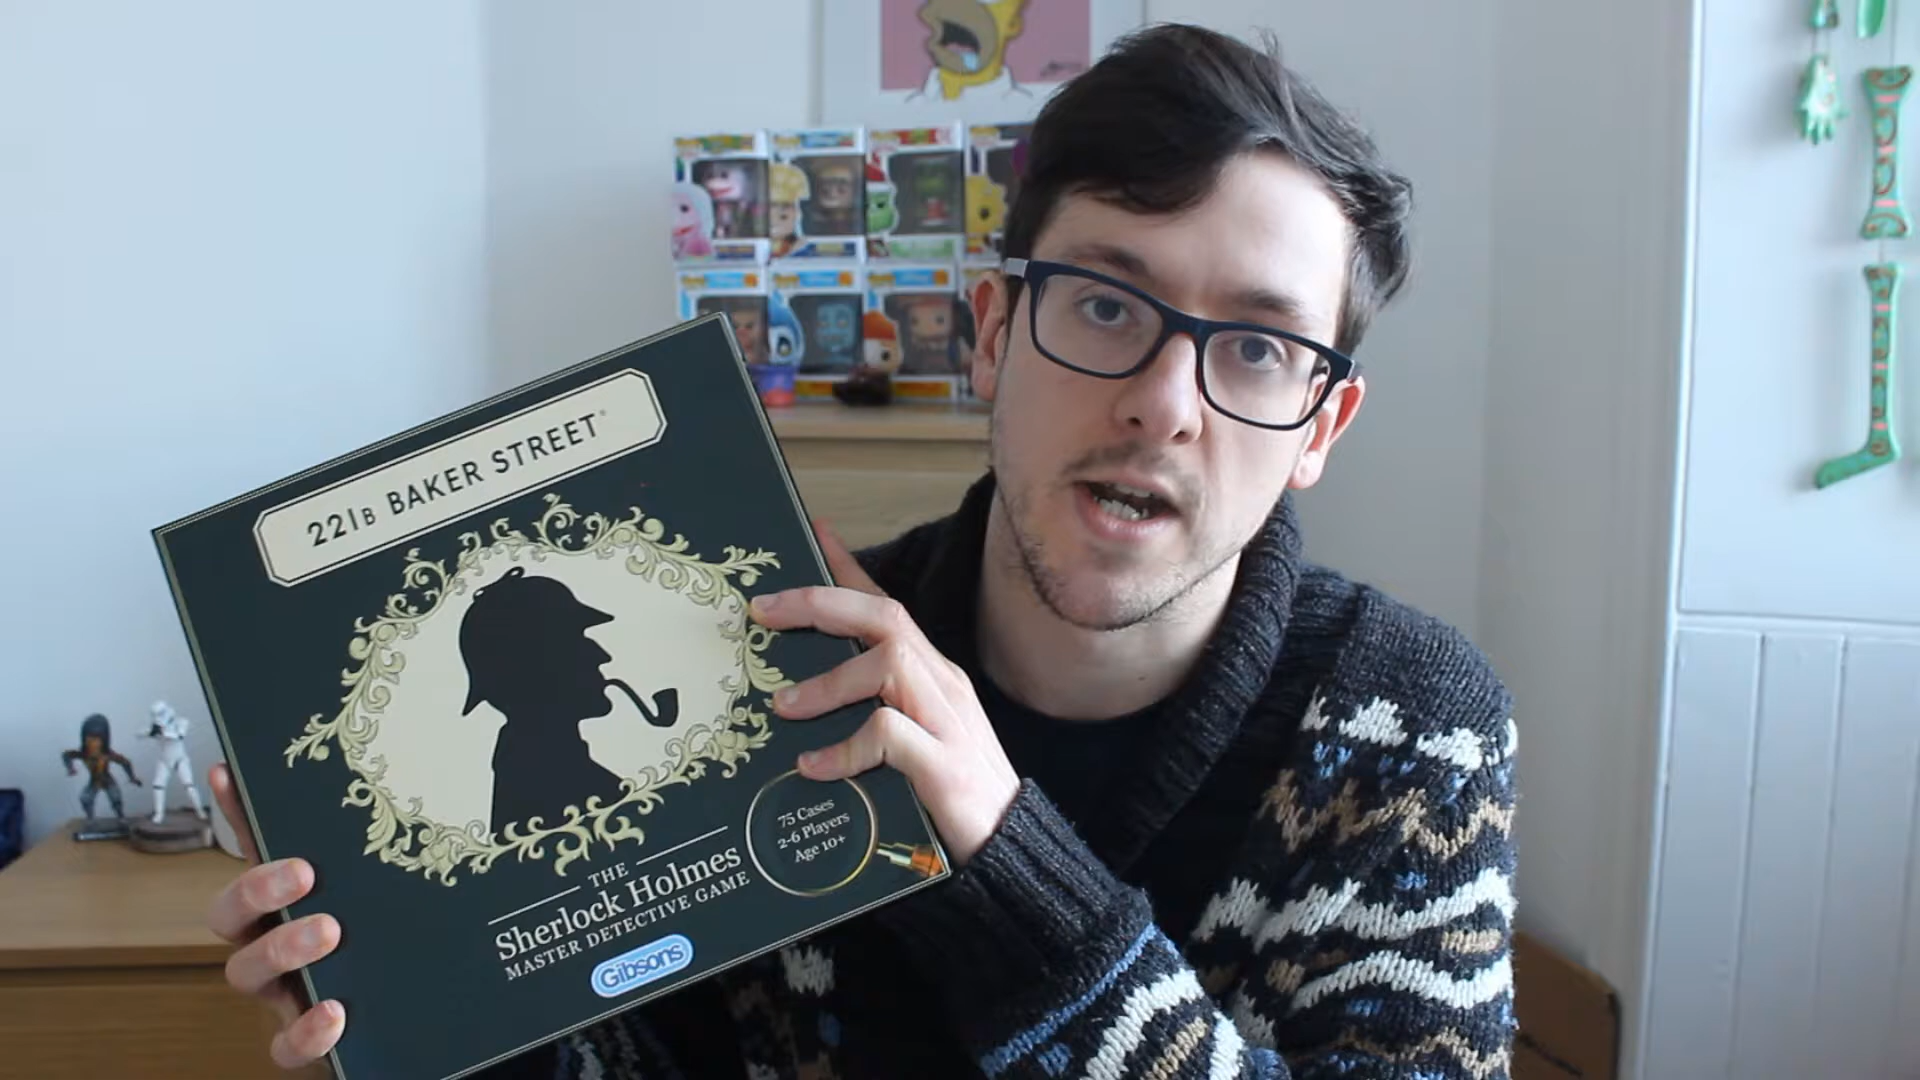 221B BAKER STREET
75 Cases
2-6 Players
Age 10+
THE
Sherlock Holmes
MASTER DETECTIVE GAME
Gibsons